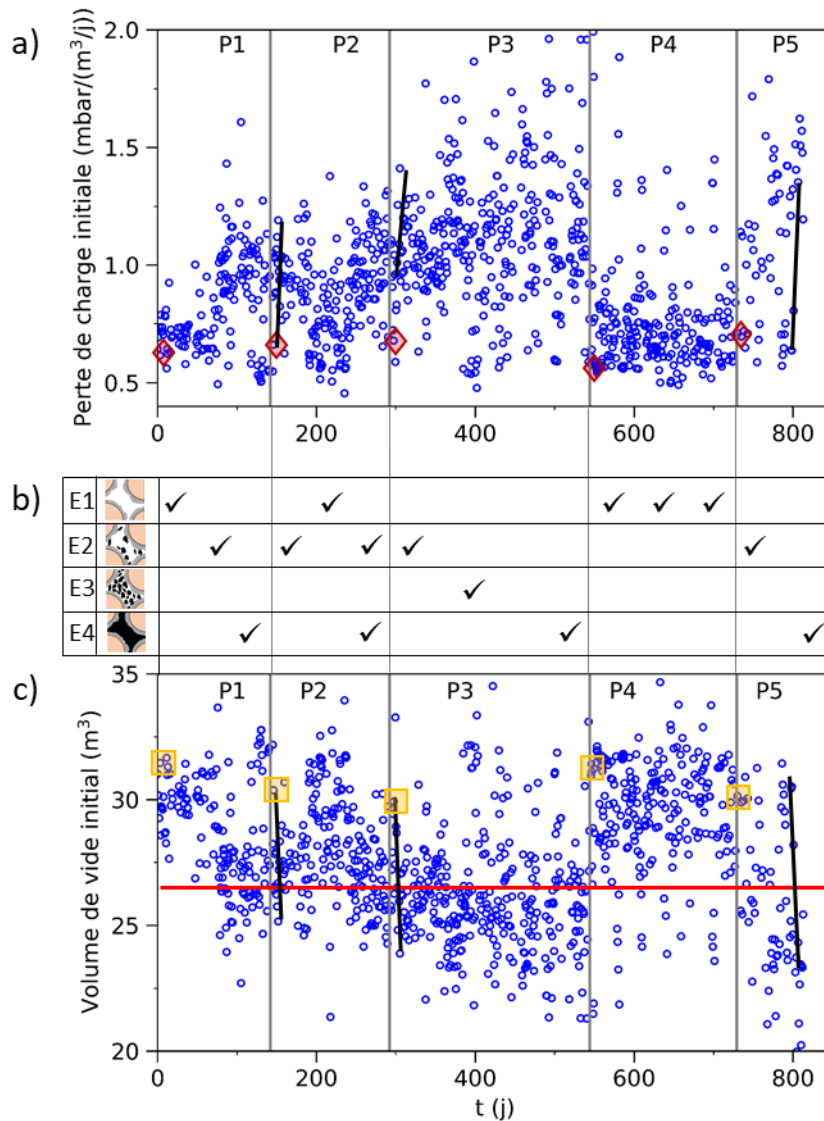 a)
Perte de charge initiale (mbar/(m³/j))
2.0
1.5
1.0
0.5
P1 P2 P3 P4 P5
0 200 400 600 800
b)
E1 ✓ ✓ ✓ ✓ ✓
E2 ✓ ✓ ✓ ✓ ✓
E3 ✓
E4 ✓ ✓ ✓ ✓
c)
Volume de vide initial (m³)
35
30
25
20
P1 P2 P3 P4 P5
0 200 400 600 800
t (j)